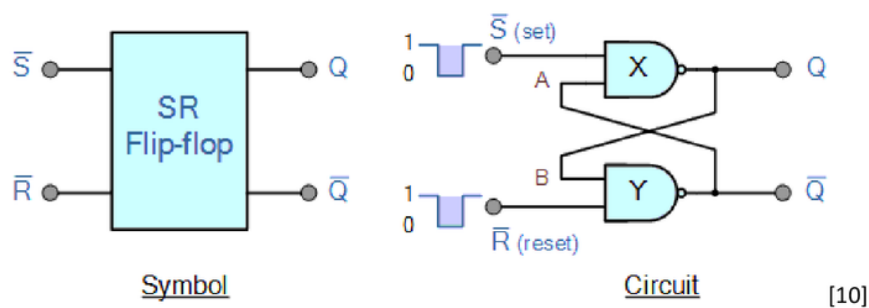 S̅
R̅
SR
Flip-flop
Q
Q̅
Symbol
1
0
S̅ (set)
A
X
Q
B
Y
Q̅
1
0
R̅ (reset)
Circuit
[10]